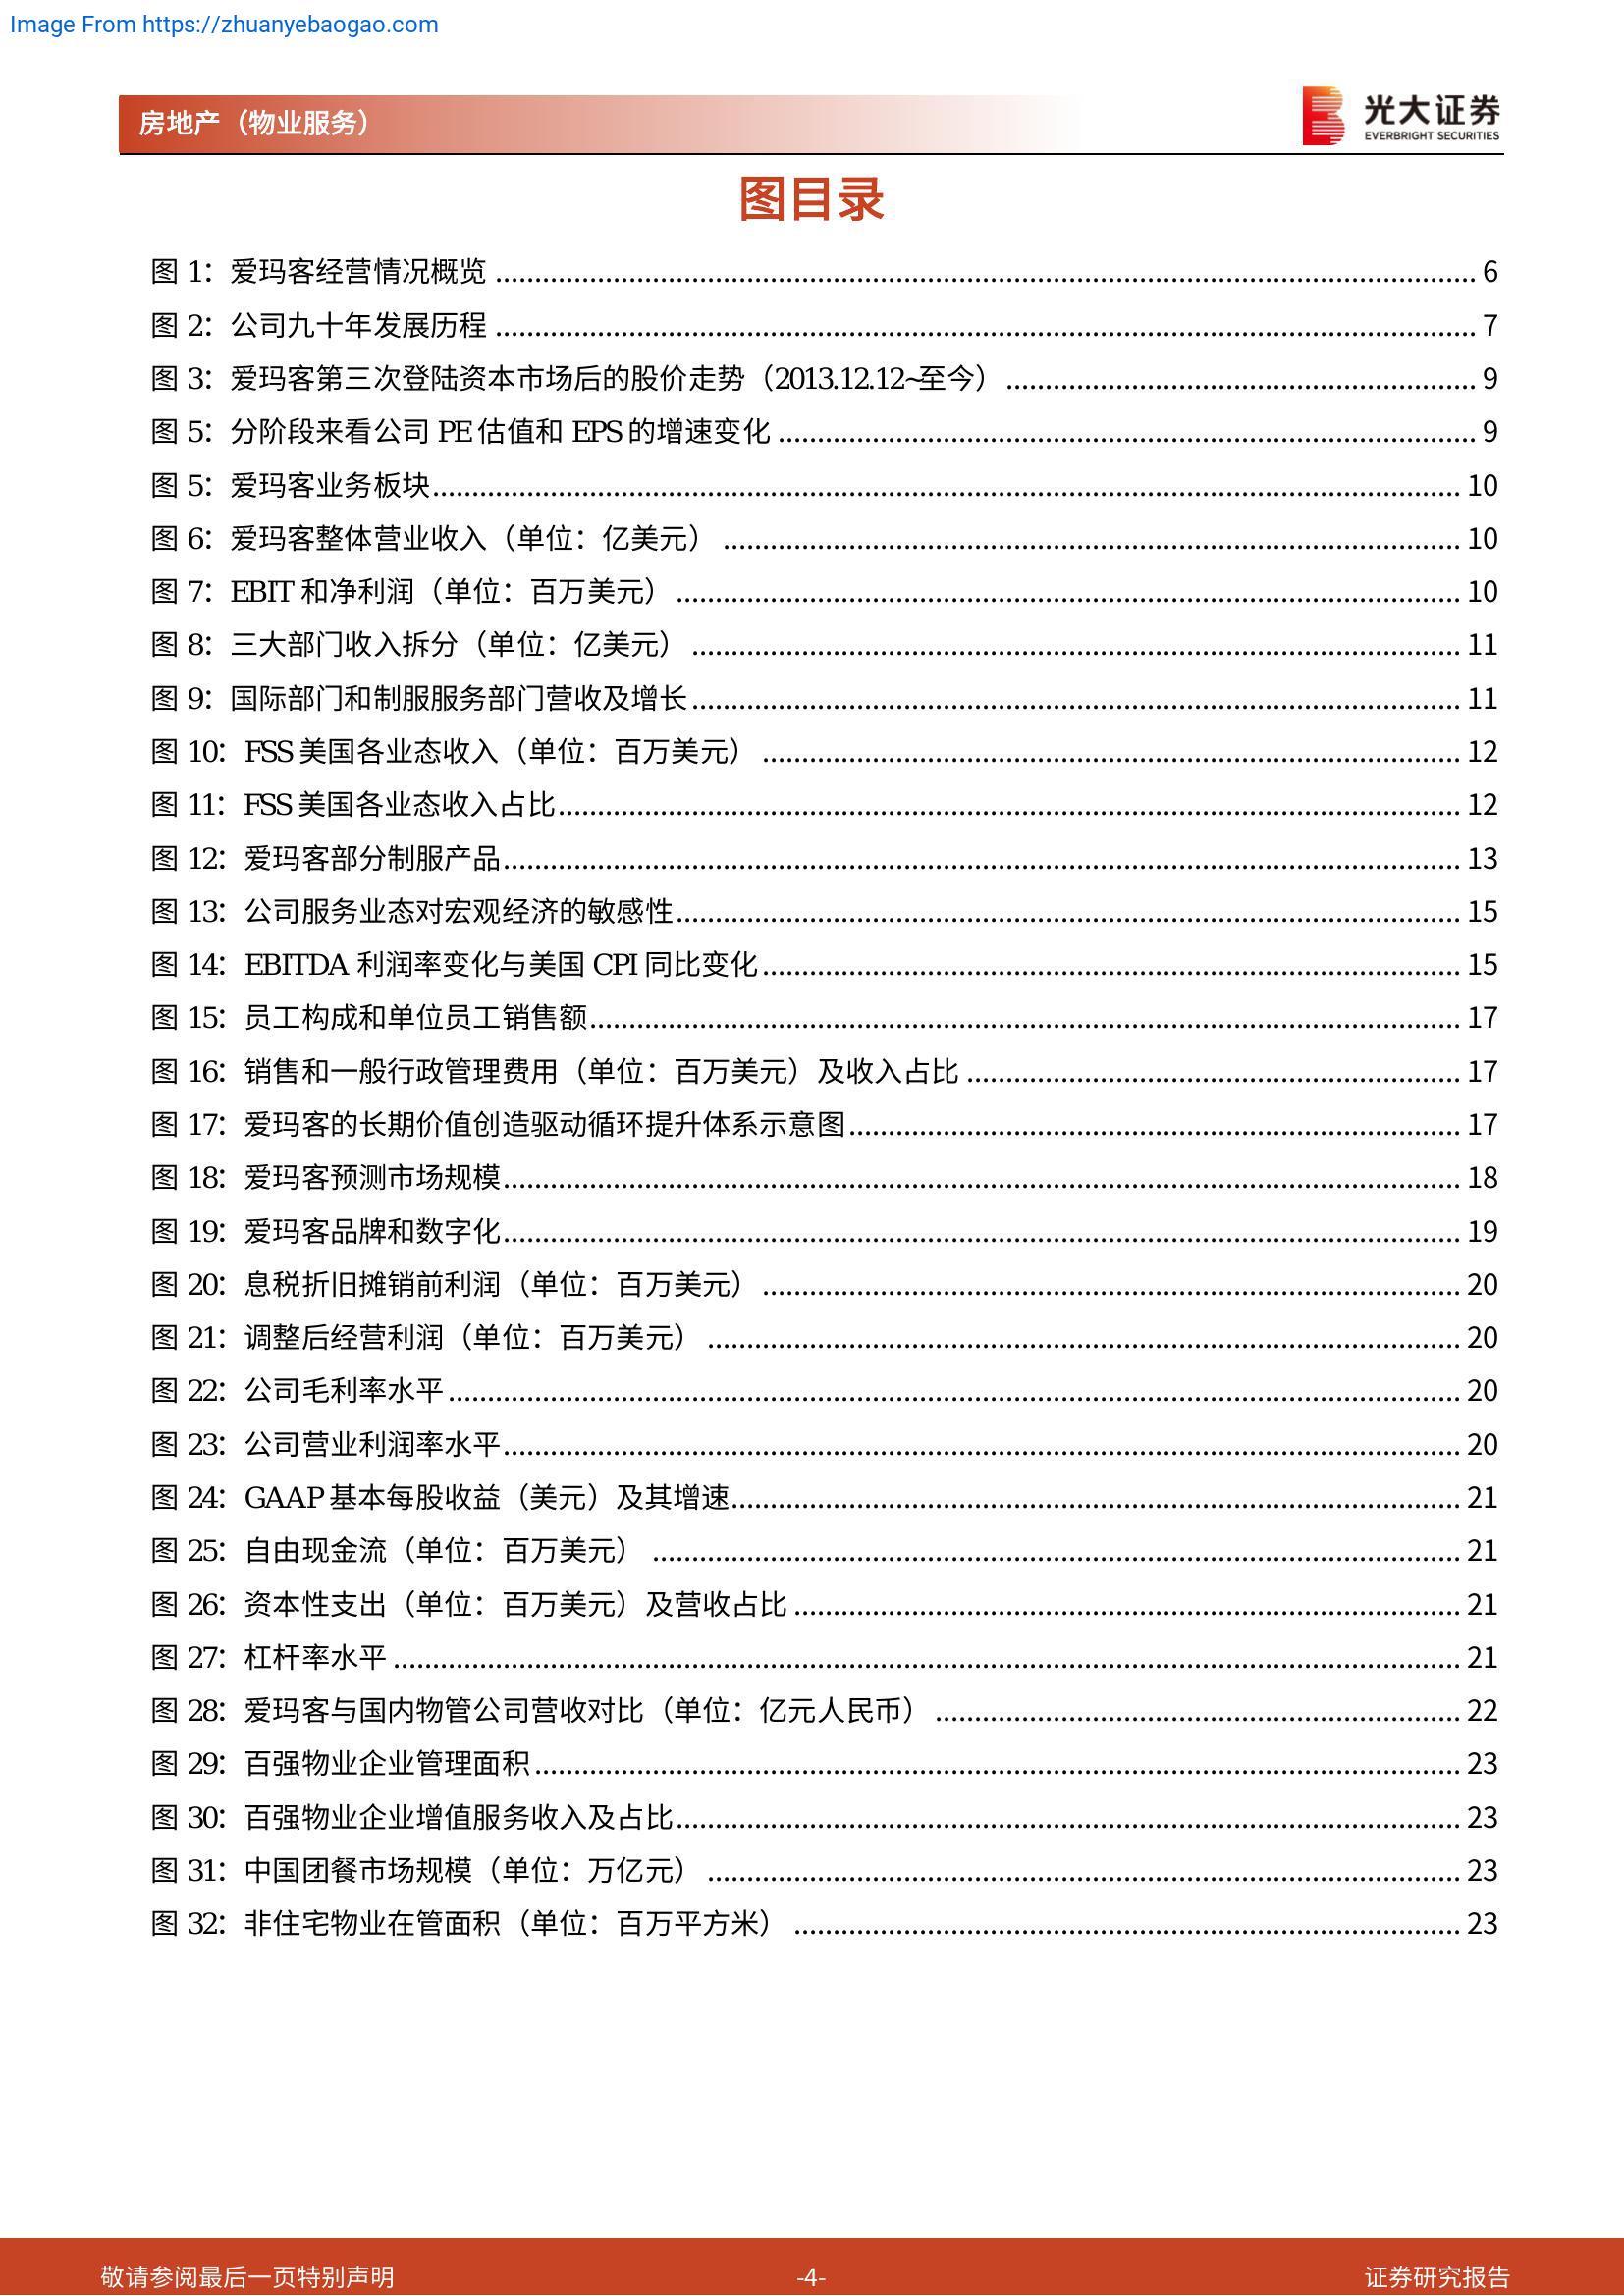 Image From https://zhuanyebaogao.com
房地产（物业服务）
光大证券
EVERBRIGHT SECURITIES
图目录
图 1：爱玛客经营情况概览 ........ 6
图 2：公司九十年发展历程 ........ 7
图 3：爱玛客第三次登陆资本市场后的股价走势（2013.12.12~至今） ........ 9
图 5：分阶段来看公司 PE 估值和 EPS 的增速变化 ........ 9
图 5：爱玛客业务板块 ........ 10
图 6：爱玛客整体营业收入（单位：亿美元） ........ 10
图 7：EBIT 和净利润（单位：百万美元） ........ 10
图 8：三大部门收入拆分（单位：亿美元） ........ 11
图 9：国际部门和制服服务部门营收及增长 ........ 11
图 10：FSS 美国各业态收入（单位：百万美元） ........ 12
图 11：FSS 美国各业态收入占比 ........ 12
图 12：爱玛客部分制服产品 ........ 13
图 13：公司服务业态对宏观经济的敏感性 ........ 15
图 14：EBITDA 利润率变化与美国 CPI 同比变化 ........ 15
图 15：员工构成和单位员工销售额 ........ 17
图 16：销售和一般行政管理费用（单位：百万美元）及收入占比 ........ 17
图 17：爱玛客的长期价值创造驱动循环提升体系示意图 ........ 17
图 18：爱玛客预测市场规模 ........ 18
图 19：爱玛客品牌和数字化 ........ 19
图 20：息税折旧摊销前利润（单位：百万美元） ........ 20
图 21：调整后经营利润（单位：百万美元） ........ 20
图 22：公司毛利率水平 ........ 20
图 23：公司营业利润率水平 ........ 20
图 24：GAAP 基本每股收益（美元）及其增速 ........ 21
图 25：自由现金流（单位：百万美元） ........ 21
图 26：资本性支出（单位：百万美元）及营收占比 ........ 21
图 27：杠杆率水平 ........ 21
图 28：爱玛客与国内物管公司营收对比（单位：亿元人民币） ........ 22
图 29：百强物业企业管理面积 ........ 23
图 30：百强物业企业增值服务收入及占比 ........ 23
图 31：中国团餐市场规模（单位：万亿元） ........ 23
图 32：非住宅物业在管面积（单位：百万平方米） ........ 23
敬请参阅最后一页特别声明
-4-
证券研究报告